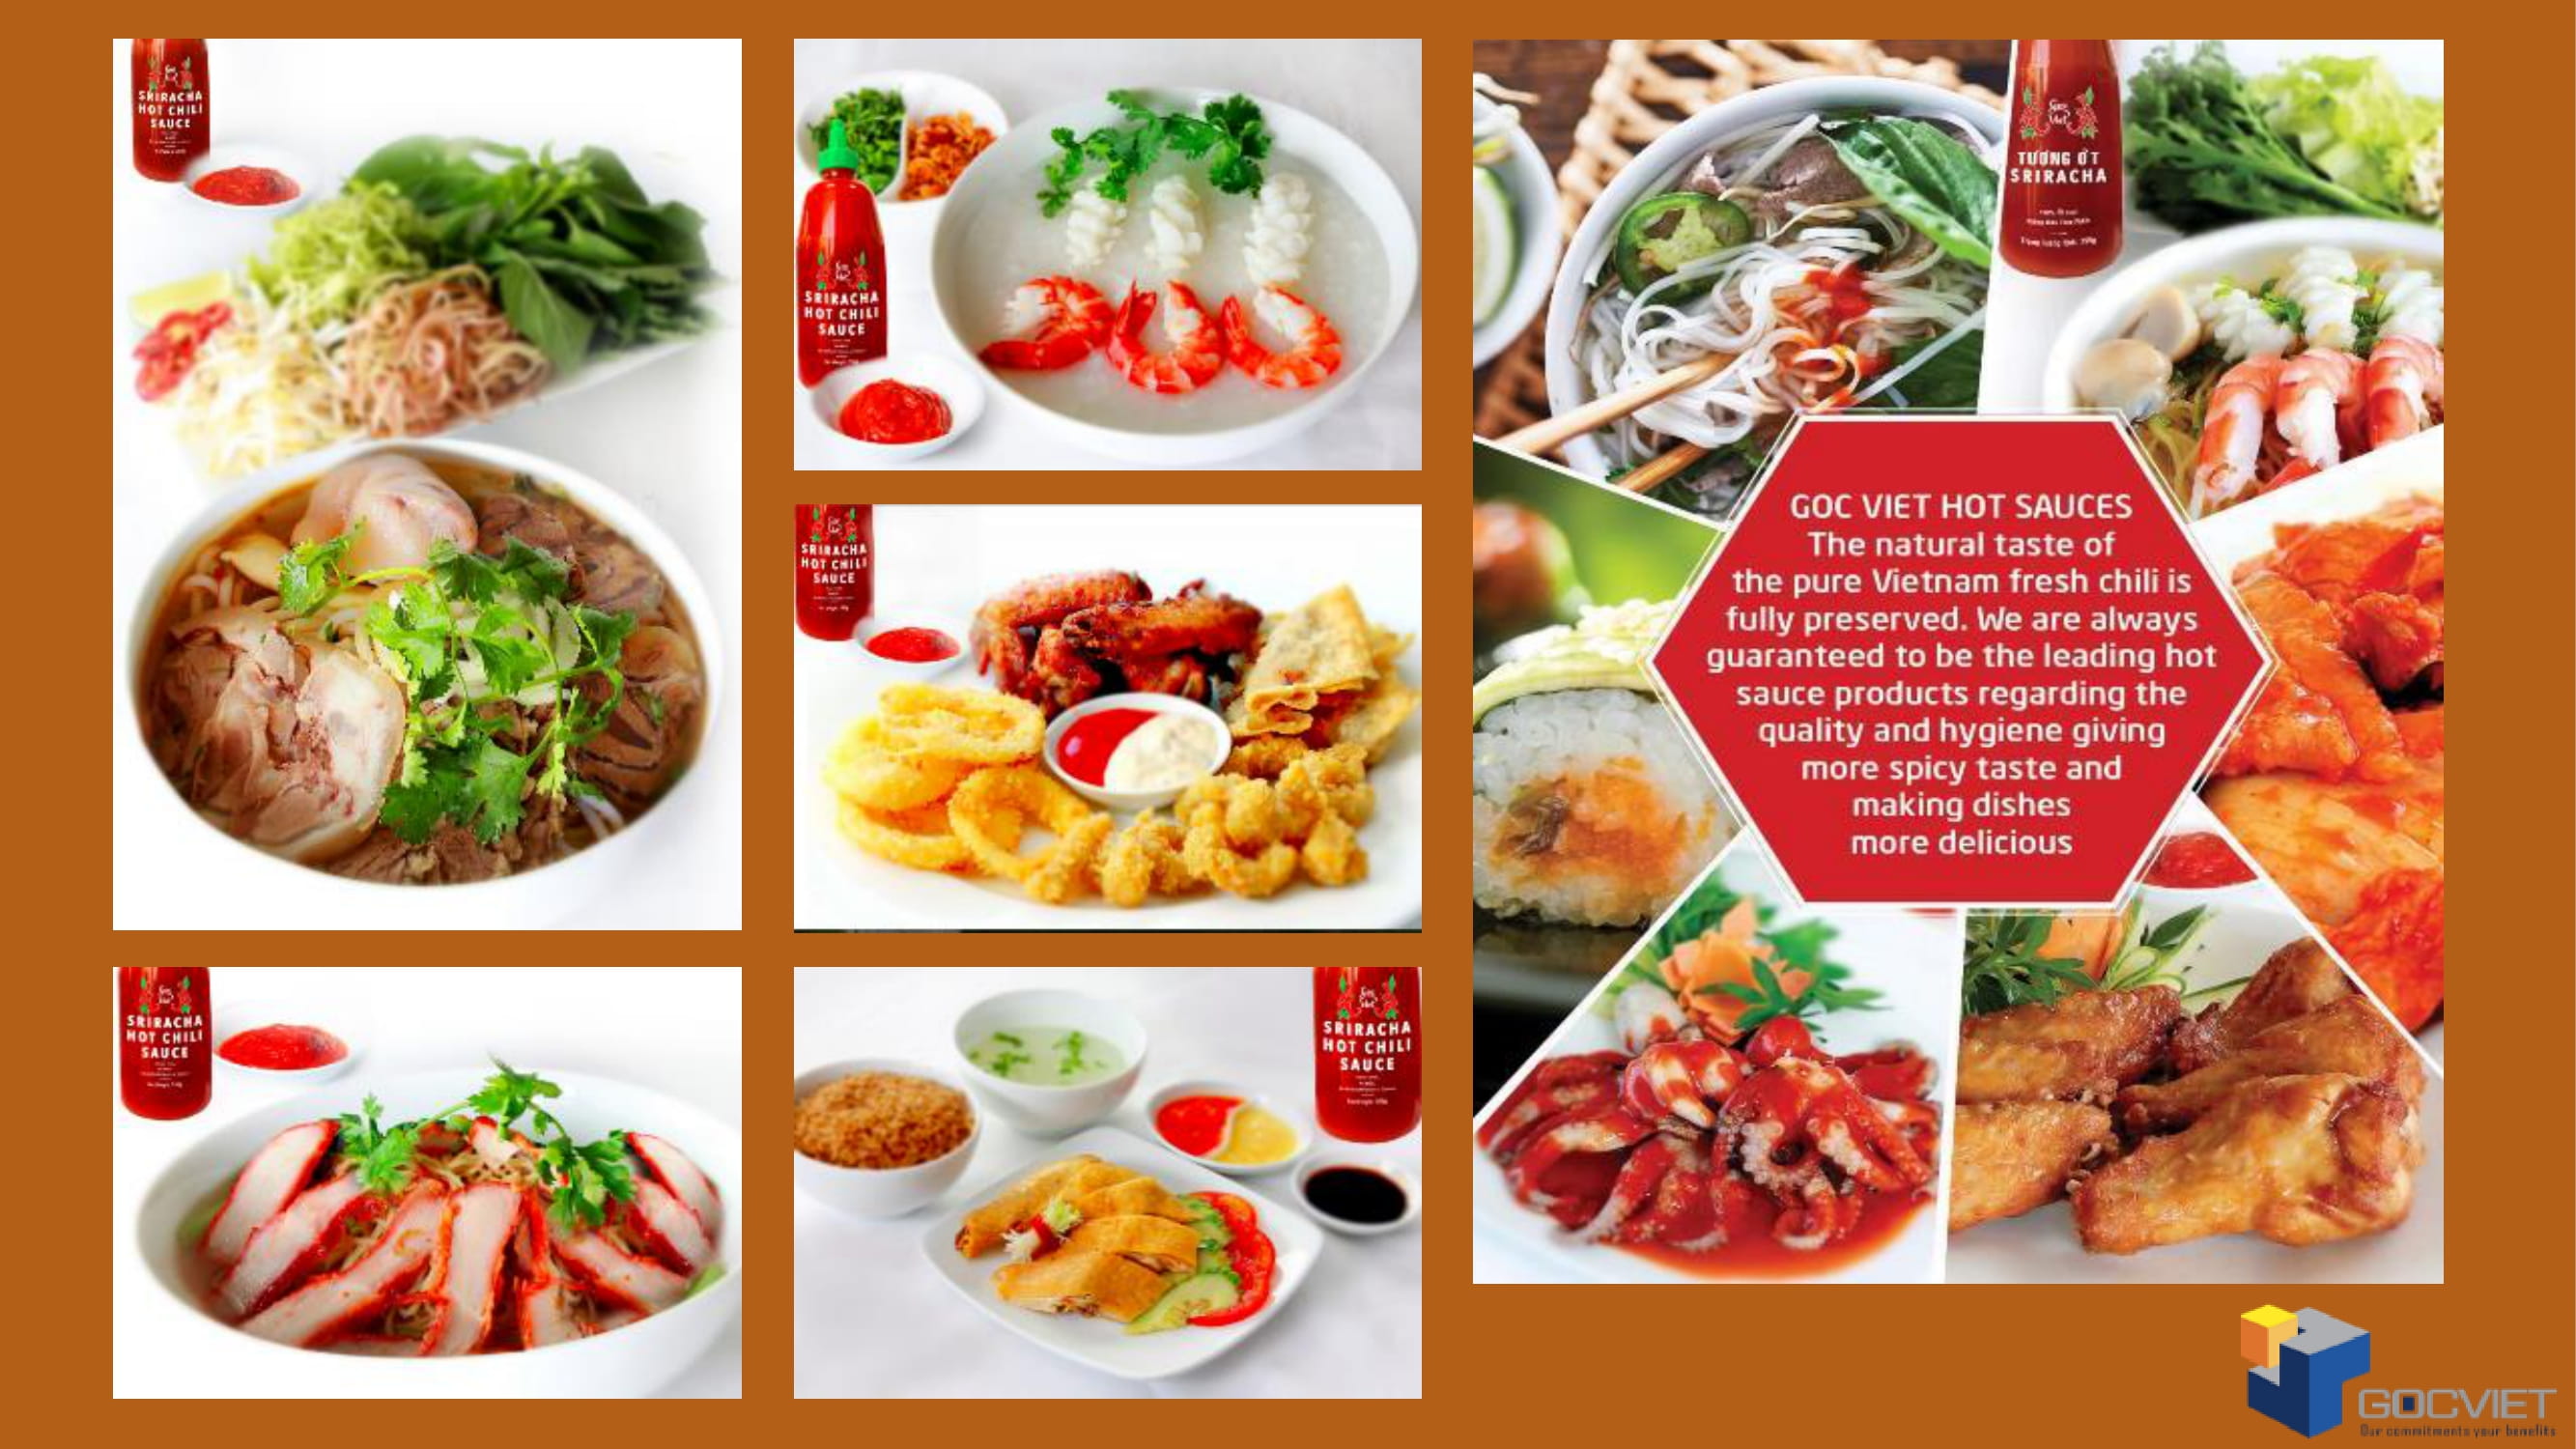 SRIRACHA
HOT CHILI
SAUCE
SRIRACHA
HOT CHILI
SAUCE
SRIRACHA
HOT CHILI
SAUCE
SRIRACHA
HOT CHILI
SAUCE
SRIRACHA
HOT CHILI
SAUCE
Góc
Việt
TƯƠNG ỚT
SRIRACHA
GOC VIET HOT SAUCES
The natural taste of
the pure Vietnam fresh chili is
fully preserved. We are always
guaranteed to be the leading hot
sauce products regarding the
quality and hygiene giving
more spicy taste and
making dishes
more delicious
GOCVIET
Our commitments your benefits